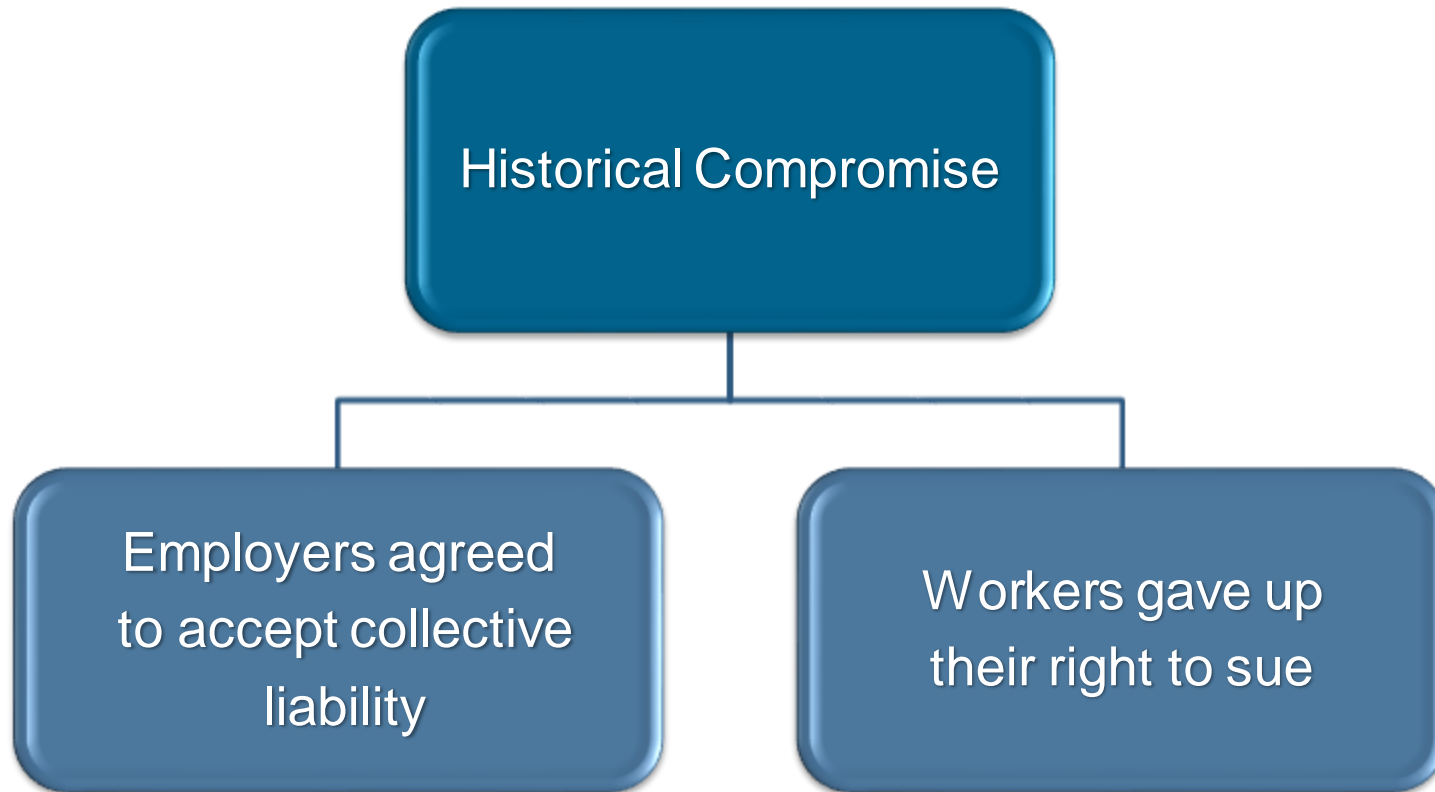 Historical Compromise
Employers agreed
to accept collective
liability
Workers gave up
their right to sue